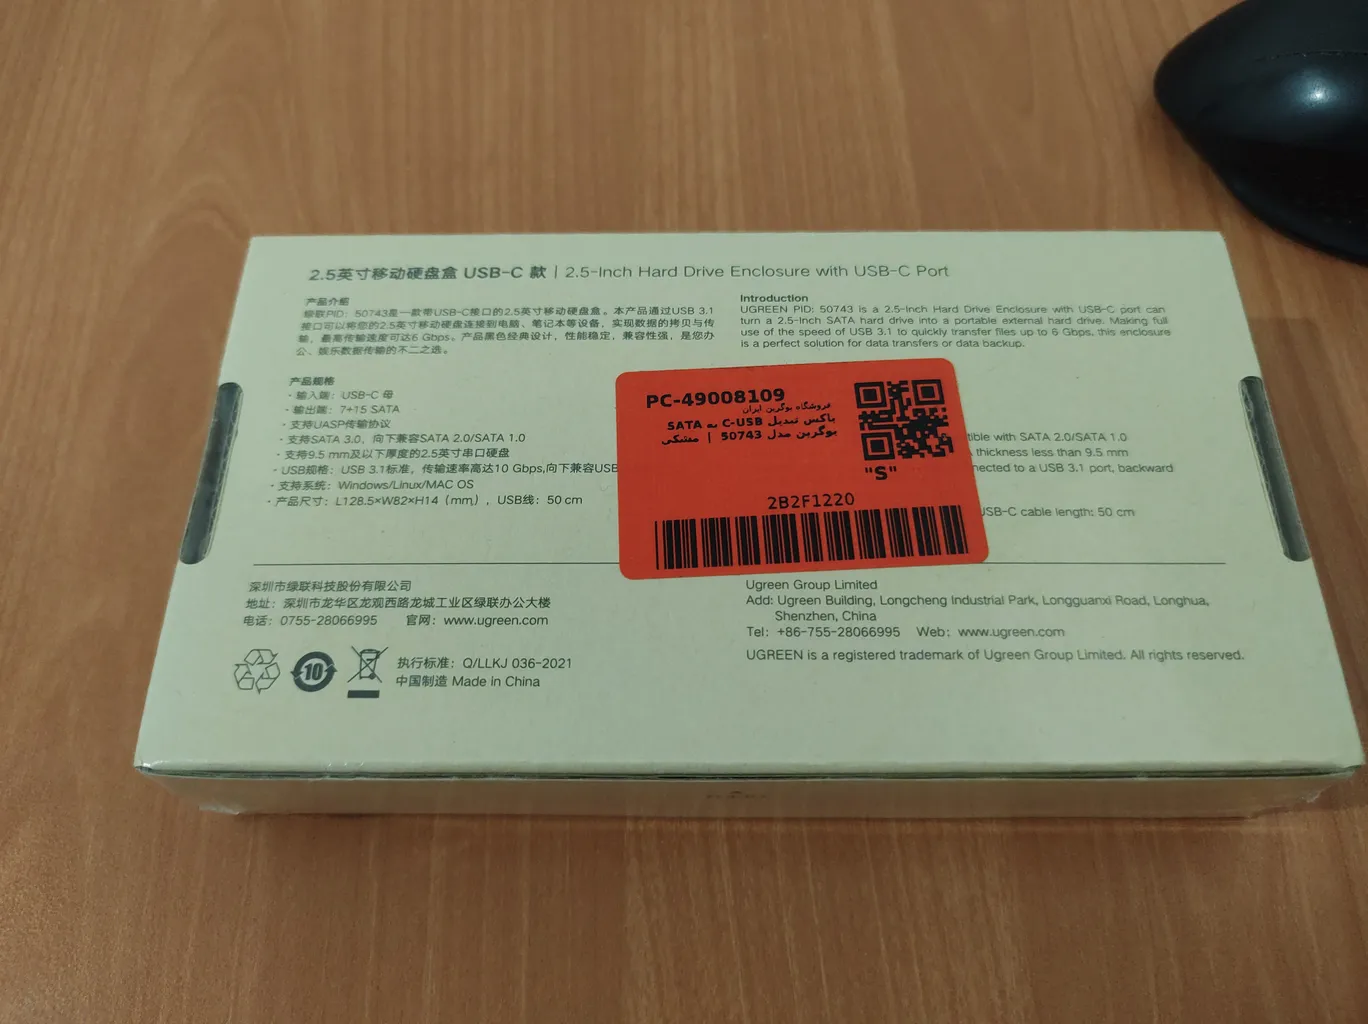 2.5英寸移动硬盘盒 USB-C 款 | 2.5-Inch Hard Drive Enclosure with USB-C Port
产品介绍
绿联PID: 50743是一款带USB-C接口的2.5英寸移动硬盘盒。本产品通过USB 3.1
接口可以将您的2.5英寸移动硬盘连接到电脑、笔记本等设备，实现数据的拷贝与传
输，最高传输速度可达6 Gbps。产品黑色经典设计，性能稳定，兼容性强，是您办
公、娱乐数据传输的不二之选。
产品规格
· 输入端：USB-C 母
· 输出端：7+15 SATA
· 支持UASP传输协议
· 支持SATA 3.0，向下兼容SATA 2.0/SATA 1.0
· 支持9.5 mm及以下厚度的2.5英寸串口硬盘
· USB规格：USB 3.1标准，传输速率高达10 Gbps,向下兼容USB
· 支持系统：Windows/Linux/MAC OS
· 产品尺寸：L128.5×W82×H14（mm），USB线：50 cm
Introduction
UGREEN PID: 50743 is a 2.5-Inch Hard Drive Enclosure with USB-C port can
turn a 2.5-Inch SATA hard drive into a portable external hard drive. Making full
use of the speed of USB 3.1 to quickly transfer files up to 6 Gbps, this enclosure
is a perfect solution for data transfers or data backup.
tible with SATA 2.0/SATA 1.0
thickness less than 9.5 mm
nected to a USB 3.1 port, backward
USB-C cable length: 50 cm
PC-49008109
فروشگاه یوگرین ایران
باکس تبدیل C-USB به SATA
یوگرین مدل 50743 | مشکی
"S"
2B2F1220
深圳市绿联科技股份有限公司
地址：深圳市龙华区龙观西路龙城工业区绿联办公大楼
电话：0755-28066995 官网：www.ugreen.com
10
执行标准：Q/LLKJ 036-2021
中国制造 Made in China
Ugreen Group Limited
Add: Ugreen Building, Longcheng Industrial Park, Longguanxi Road, Longhua,
Shenzhen, China
Tel: +86-755-28066995 Web: www.ugreen.com
UGREEN is a registered trademark of Ugreen Group Limited. All rights reserved.